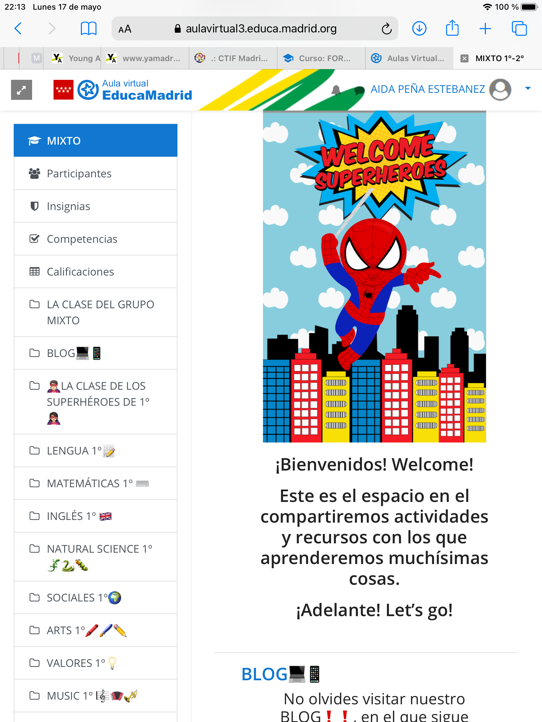 22:13 Lunes 17 de mayo
100 %
AA
aulavirtual3.educa.madrid.org
M
Young A
www.yamadr...
.: CTIF Madri...
Curso: FOR...
Aulas Virtual...
MIXTO 1º-2º
Aula virtual
EducaMadrid
AIDA PEÑA ESTEBANEZ
MIXTO
Participantes
Insignias
Competencias
Calificaciones
LA CLASE DEL GRUPO
MIXTO
BLOG💻📱
🦸LA CLASE DE LOS
SUPERHÉROES DE 1º
🦸
LENGUA 1º📝
MATEMÁTICAS 1º
INGLÉS 1º 🇬🇧
NATURAL SCIENCE 1º
🦎🐍🐛
SOCIALES 1º🌍
ARTS 1º🖍🖊✏️
VALORES 1º💡
MUSIC 1º🎼🪗🎺
WELCOME
SUPERHEROES
¡Bienvenidos! Welcome!
Este es el espacio en el
compartiremos actividades
y recursos con los que
aprenderemos muchísimas
cosas.
¡Adelante! Let’s go!
BLOG💻📱
No olvides visitar nuestro
BLOG❗❗, en el que sigue